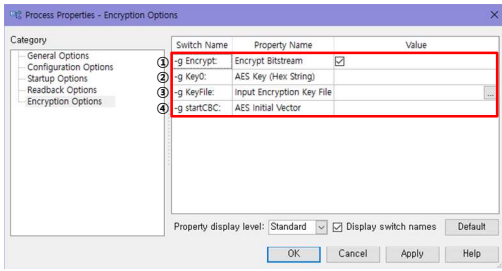 Process Properties - Encryption Options
Category
General Options
Configuration Options
Startup Options
Readback Options
Encryption Options
Switch Name Property Name Value
① -g Encrypt: Encrypt Bitstream
② -g Key0: AES Key (Hex String)
③ -g KeyFile: Input Encryption Key File ...
④ -g startCBC: AES Initial Vector
Property display level: Standard Display switch names Default
OK Cancel Apply Help